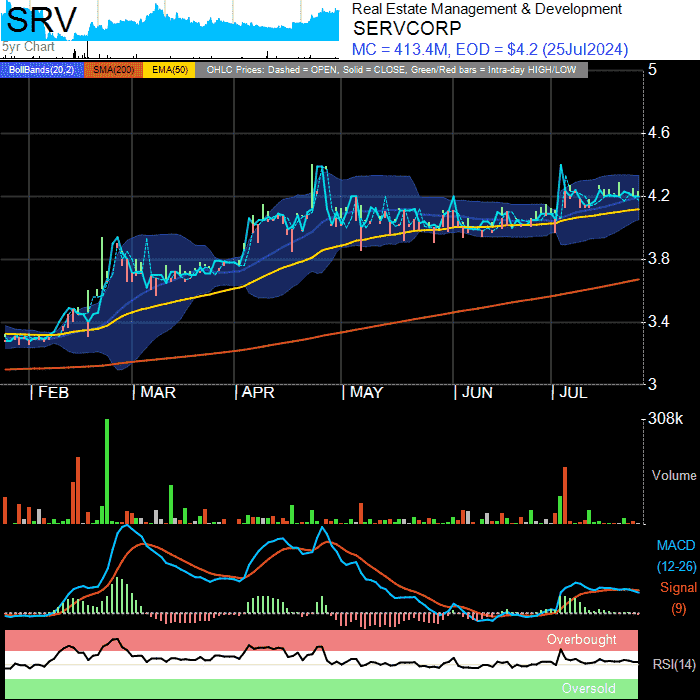 SRV
5yr Chart
Real Estate Management & Development
SERVCORP
MC = 413.4M, EOD = $4.2 (25Jul2024)
BollBands(20,2) SMA(200) EMA(50) OHLC Prices: Dashed = OPEN, Solid = CLOSE, Green/Red bars = Intra-day HIGH/LOW
5
4.6
4.2
3.8
3.4
3
| FEB | MAR | APR | MAY | JUN | JUL
308k
Volume
MACD
(12-26)
Signal
(9)
Overbought
RSI(14)
Oversold